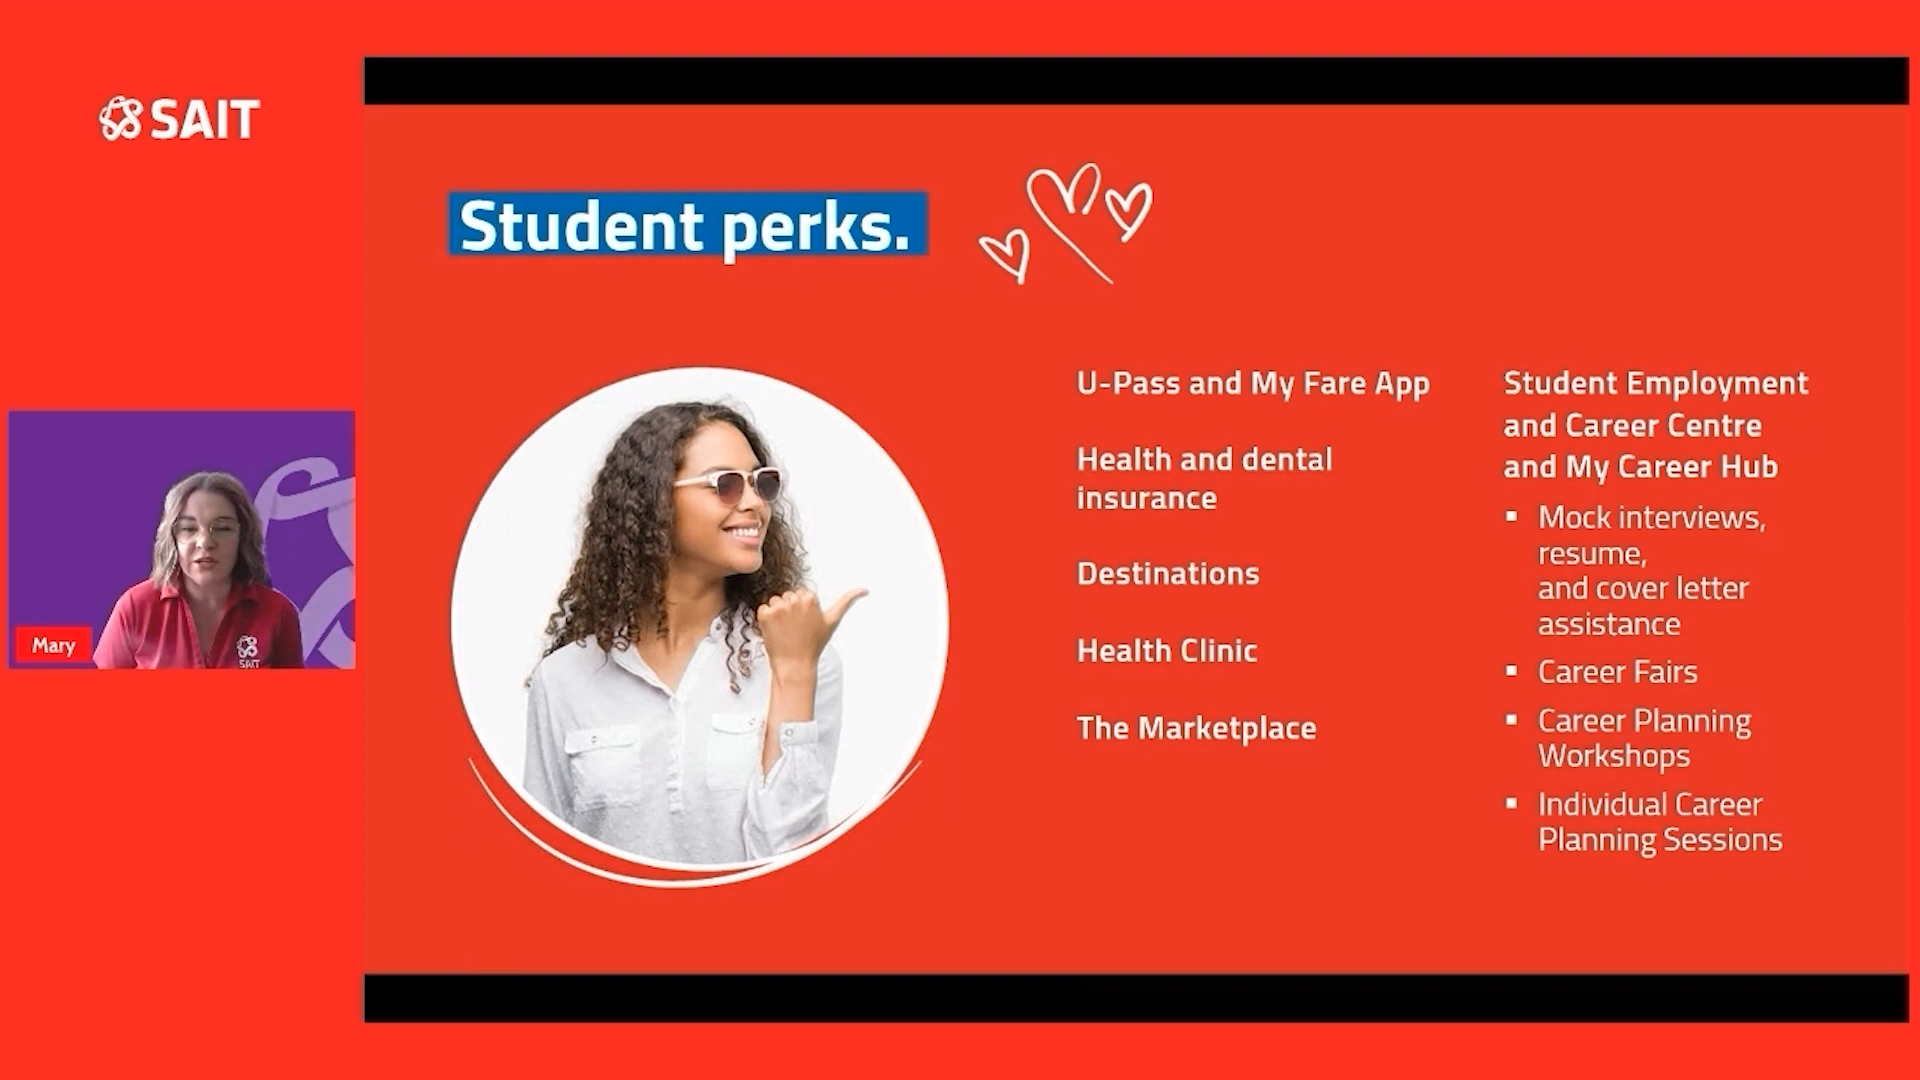 SAIT
Student perks.
U-Pass and My Fare App
Health and dental
insurance
Destinations
Health Clinic
The Marketplace
Student Employment
and Career Centre
and My Career Hub
▪ Mock interviews,
resume,
and cover letter
assistance
▪ Career Fairs
▪ Career Planning
Workshops
▪ Individual Career
Planning Sessions
Mary
SAIT